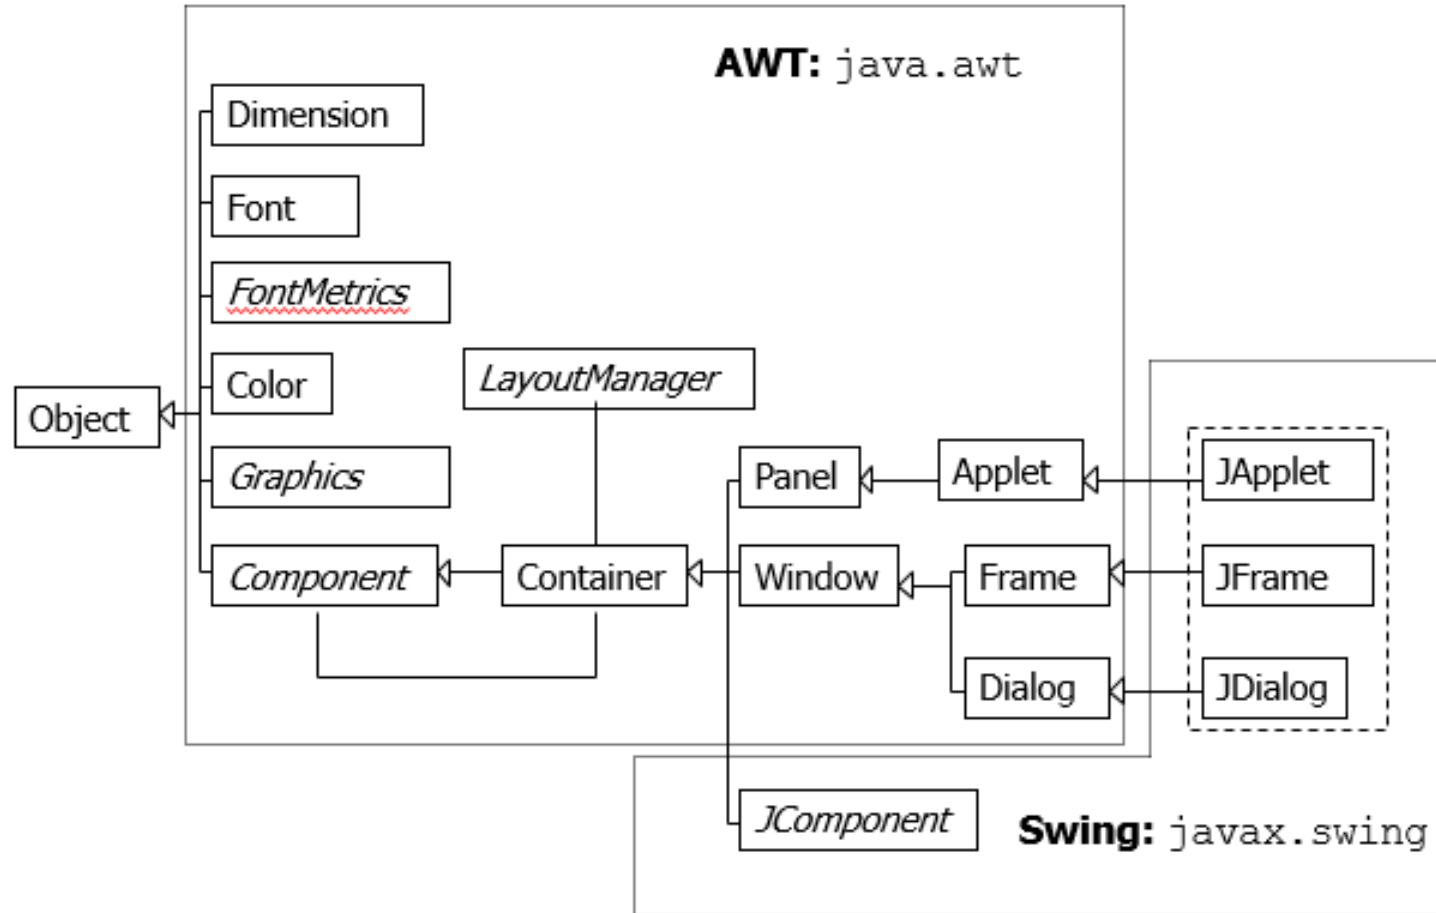 AWT: java.awt
Dimension
Font
FontMetrics
Color
LayoutManager
Object
Graphics
Panel
Applet
JApplet
Component
Container
Window
Frame
JFrame
Dialog
JDialog
JComponent
Swing: javax.swing